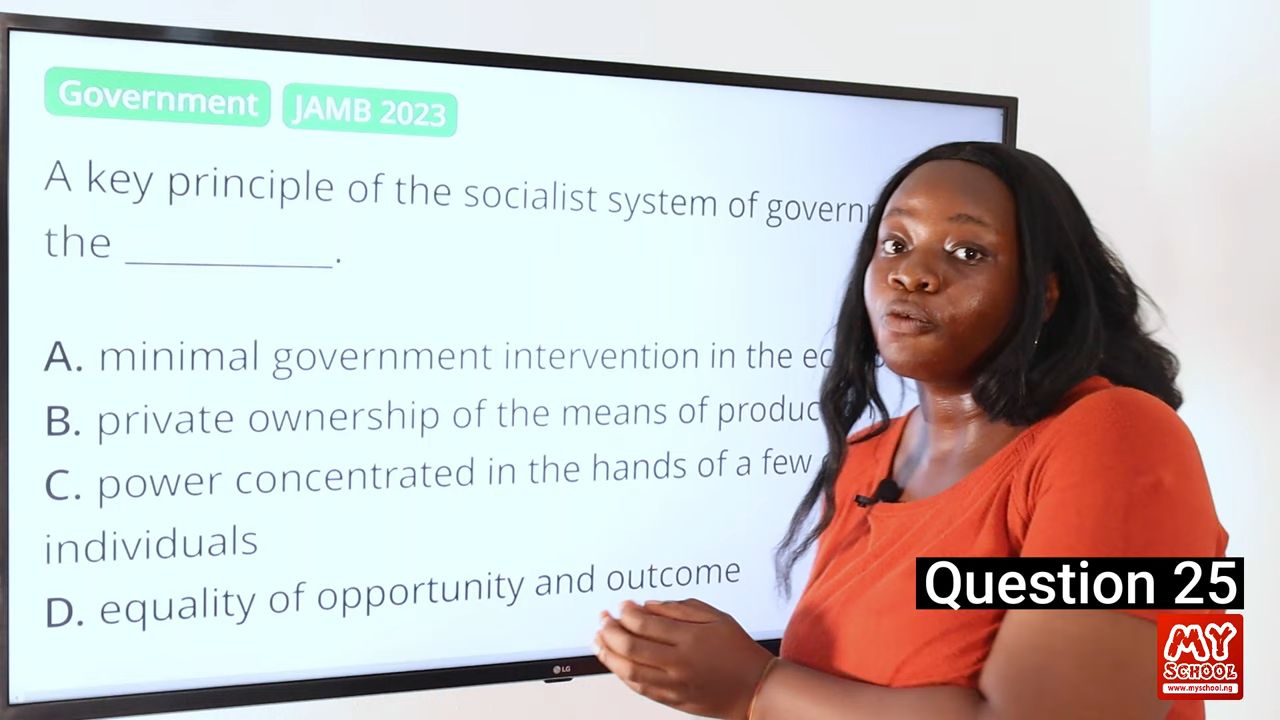 Government JAMB 2023
A key principle of the socialist system of
the __________.
A. minimal government intervention in the
B. private ownership of the means of
C. power concentrated in the hands of a few
individuals
D. equality of opportunity and outcome
LG
Question 25
MY
SCHOOL
www.myschool.ng